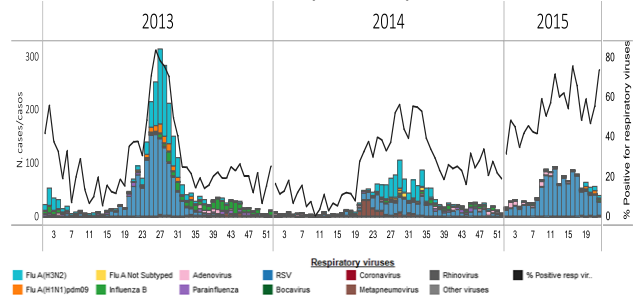 2013 2014 2015
N. cases/casos
300
200
100
0
80
60
40
20
0
% Positive for respiratory viruses
3 7 11 15 19 23 27 31 35 39 43 47 51 3 7 11 15 19 23 27 31 35 39 43 47 51 3 7 11 15 19
Respiratory viruses
Flu A(H3N2) Flu A Not Subtyped Adenovirus RSV Coronavirus Rhinovirus % Positive resp vir..
Flu A(H1N1)pdm09 Influenza B Parainfluenza Bocavirus Metapneumovirus Other viruses